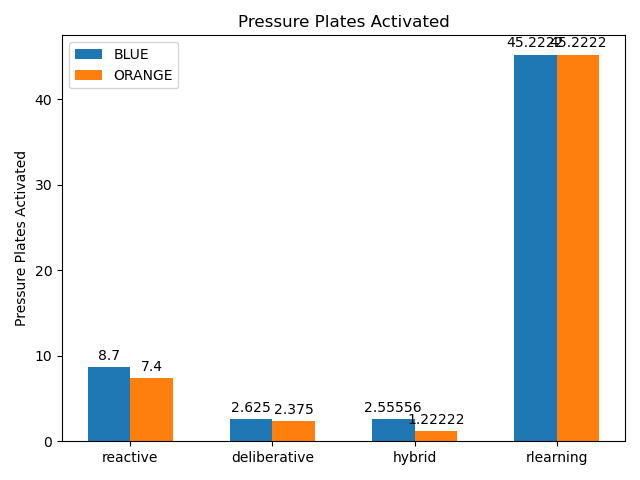 Pressure Plates Activated
BLUE
ORANGE
45.2222
45.2222
8.7
7.4
2.625
2.375
2.55556
1.22222
Pressure Plates Activated
40
30
20
10
0
reactive
deliberative
hybrid
rlearning